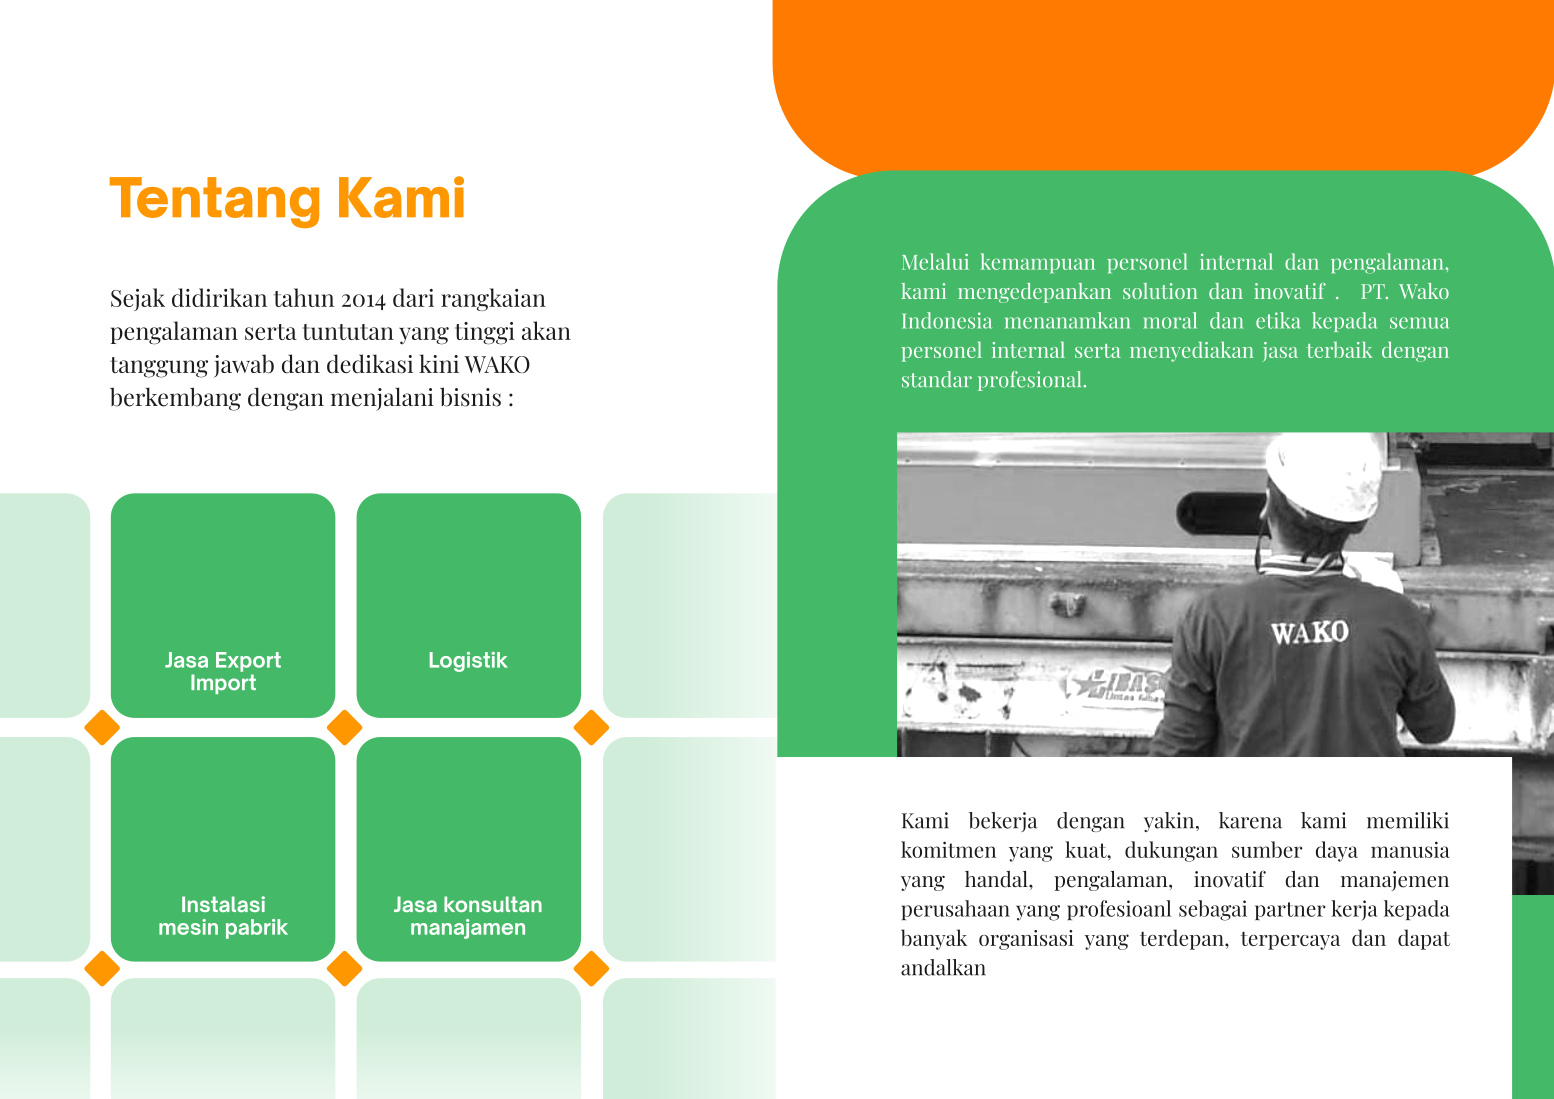 Tentang Kami
Sejak didirikan tahun 2014 dari rangkaian
pengalaman serta tuntutan yang tinggi akan
tanggung jawab dan dedikasi kini WAKO
berkembang dengan menjalani bisnis :
Jasa Export
Import
Logistik
Instalasi
mesin pabrik
Jasa konsultan
manajamen
Melalui kemampuan personel internal dan pengalaman,
kami mengedepankan solution dan inovatif . PT. Wako
Indonesia menanamkan moral dan etika kepada semua
personel internal serta menyediakan jasa terbaik dengan
standar profesional.
WAKO
Kami bekerja dengan yakin, karena kami memiliki
komitmen yang kuat, dukungan sumber daya manusia
yang handal, pengalaman, inovatif dan manajemen
perusahaan yang profesioanl sebagai partner kerja kepada
banyak organisasi yang terdepan, terpercaya dan dapat
andalkan